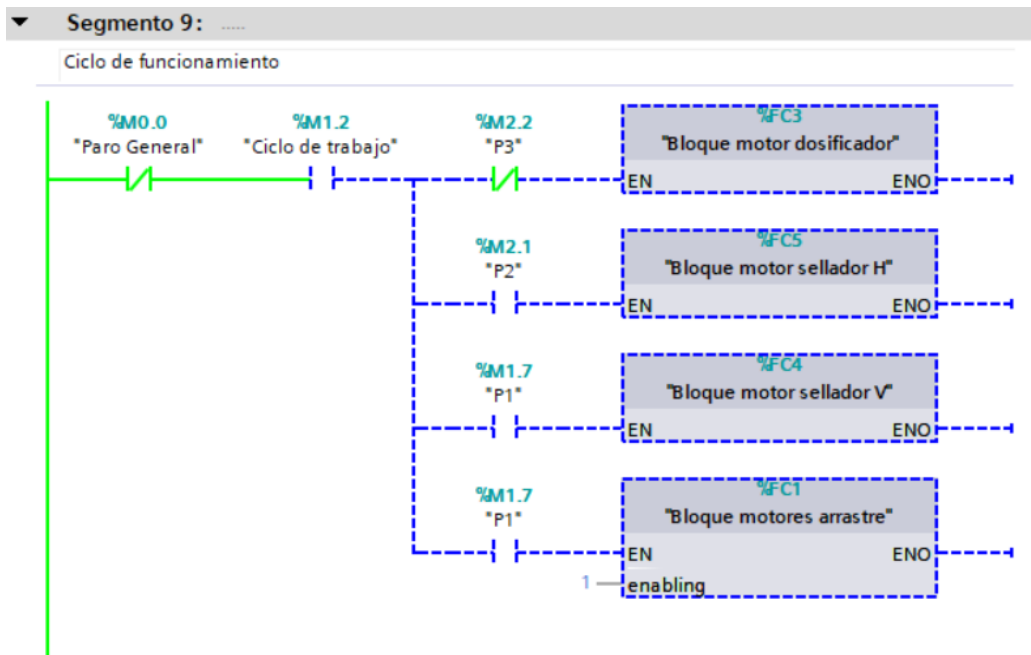 Segmento 9: .....
Ciclo de funcionamiento
%M0.0 %M1.2 %M2.2 %FC3
"Paro General" "Ciclo de trabajo" "P3" "Bloque motor dosificador"
EN ENO
%M2.1 %FC5
"P2" "Bloque motor sellador H"
EN ENO
%M1.7 %FC4
"P1" "Bloque motor sellador V"
EN ENO
%M1.7 %FC1
"P1" "Bloque motores arrastre"
EN ENO
1 enabling